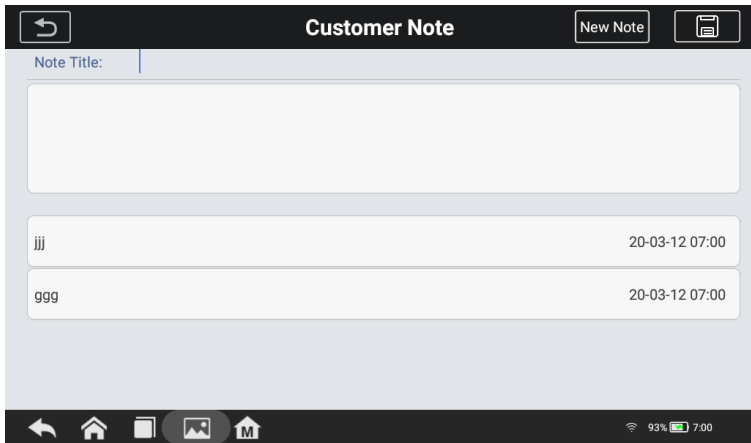 Customer Note
New Note
Note Title:
jjj
20-03-12 07:00
ggg
20-03-12 07:00
M
93%
7:00